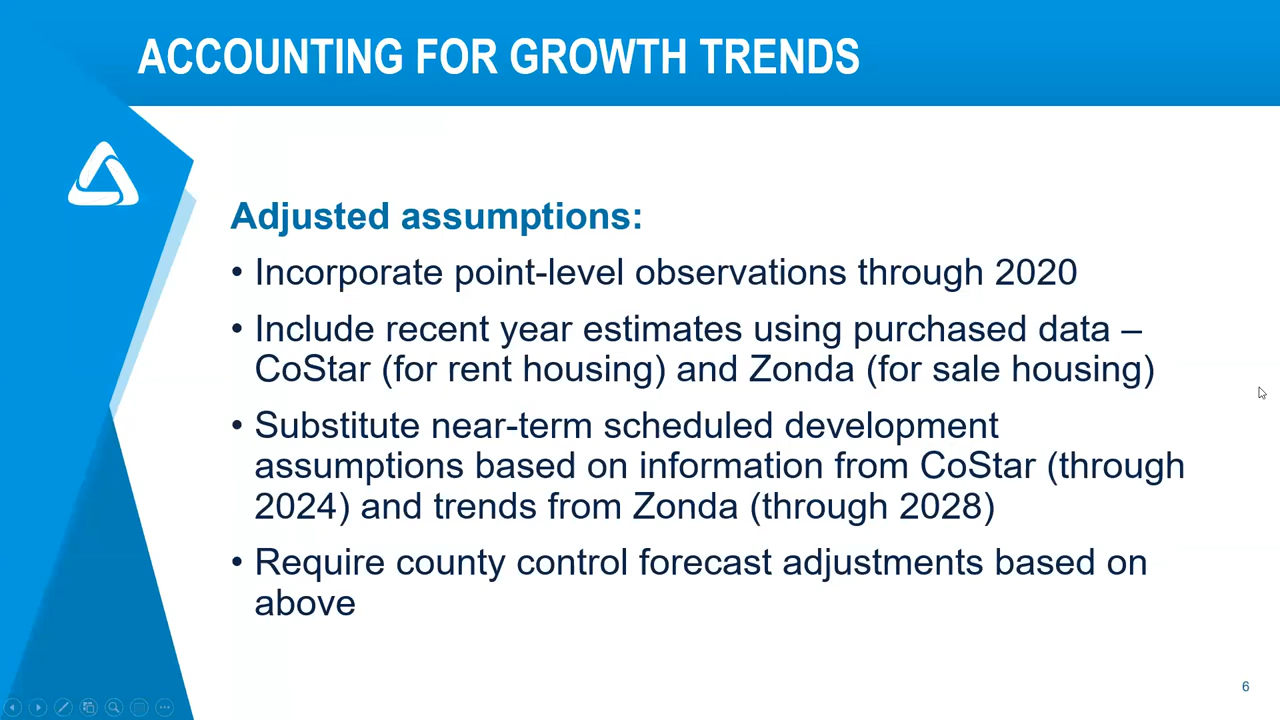 ACCOUNTING FOR GROWTH TRENDS
Adjusted assumptions:
• Incorporate point-level observations through 2020
• Include recent year estimates using purchased data –
CoStar (for rent housing) and Zonda (for sale housing)
• Substitute near-term scheduled development
assumptions based on information from CoStar (through
2024) and trends from Zonda (through 2028)
• Require county control forecast adjustments based on
above
6